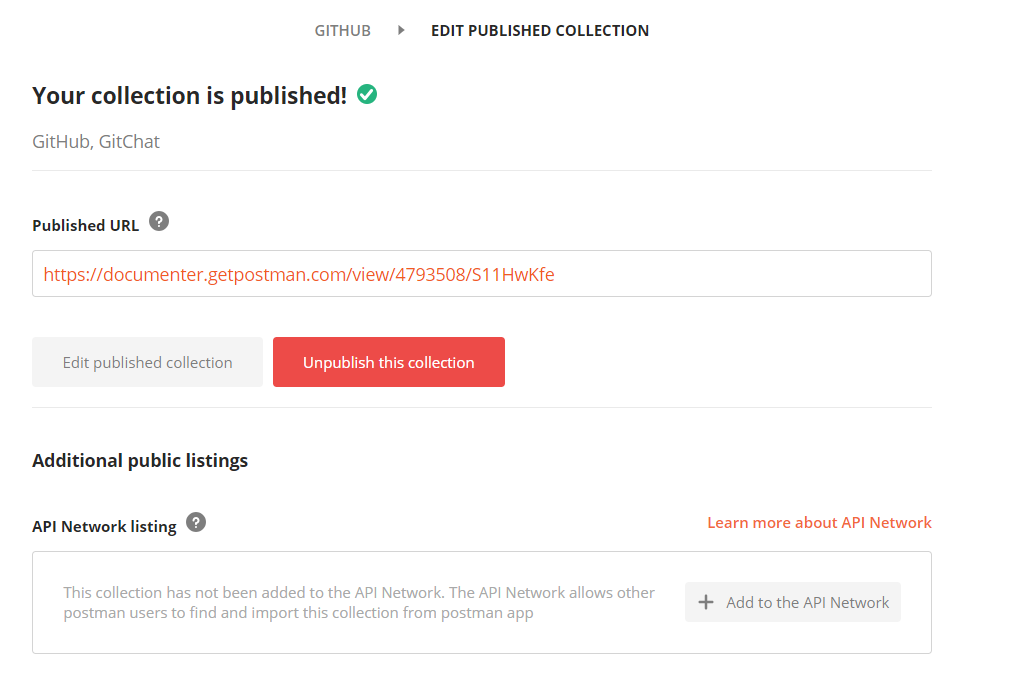 GITHUB EDIT PUBLISHED COLLECTION
Your collection is published!
GitHub, GitChat
Published URL ?
https://documenter.getpostman.com/view/4793508/S11HwKfe
Edit published collection Unpublish this collection
Additional public listings
API Network listing ? Learn more about API Network
This collection has not been added to the API Network. The API Network allows other
postman users to find and import this collection from postman app
+ Add to the API Network